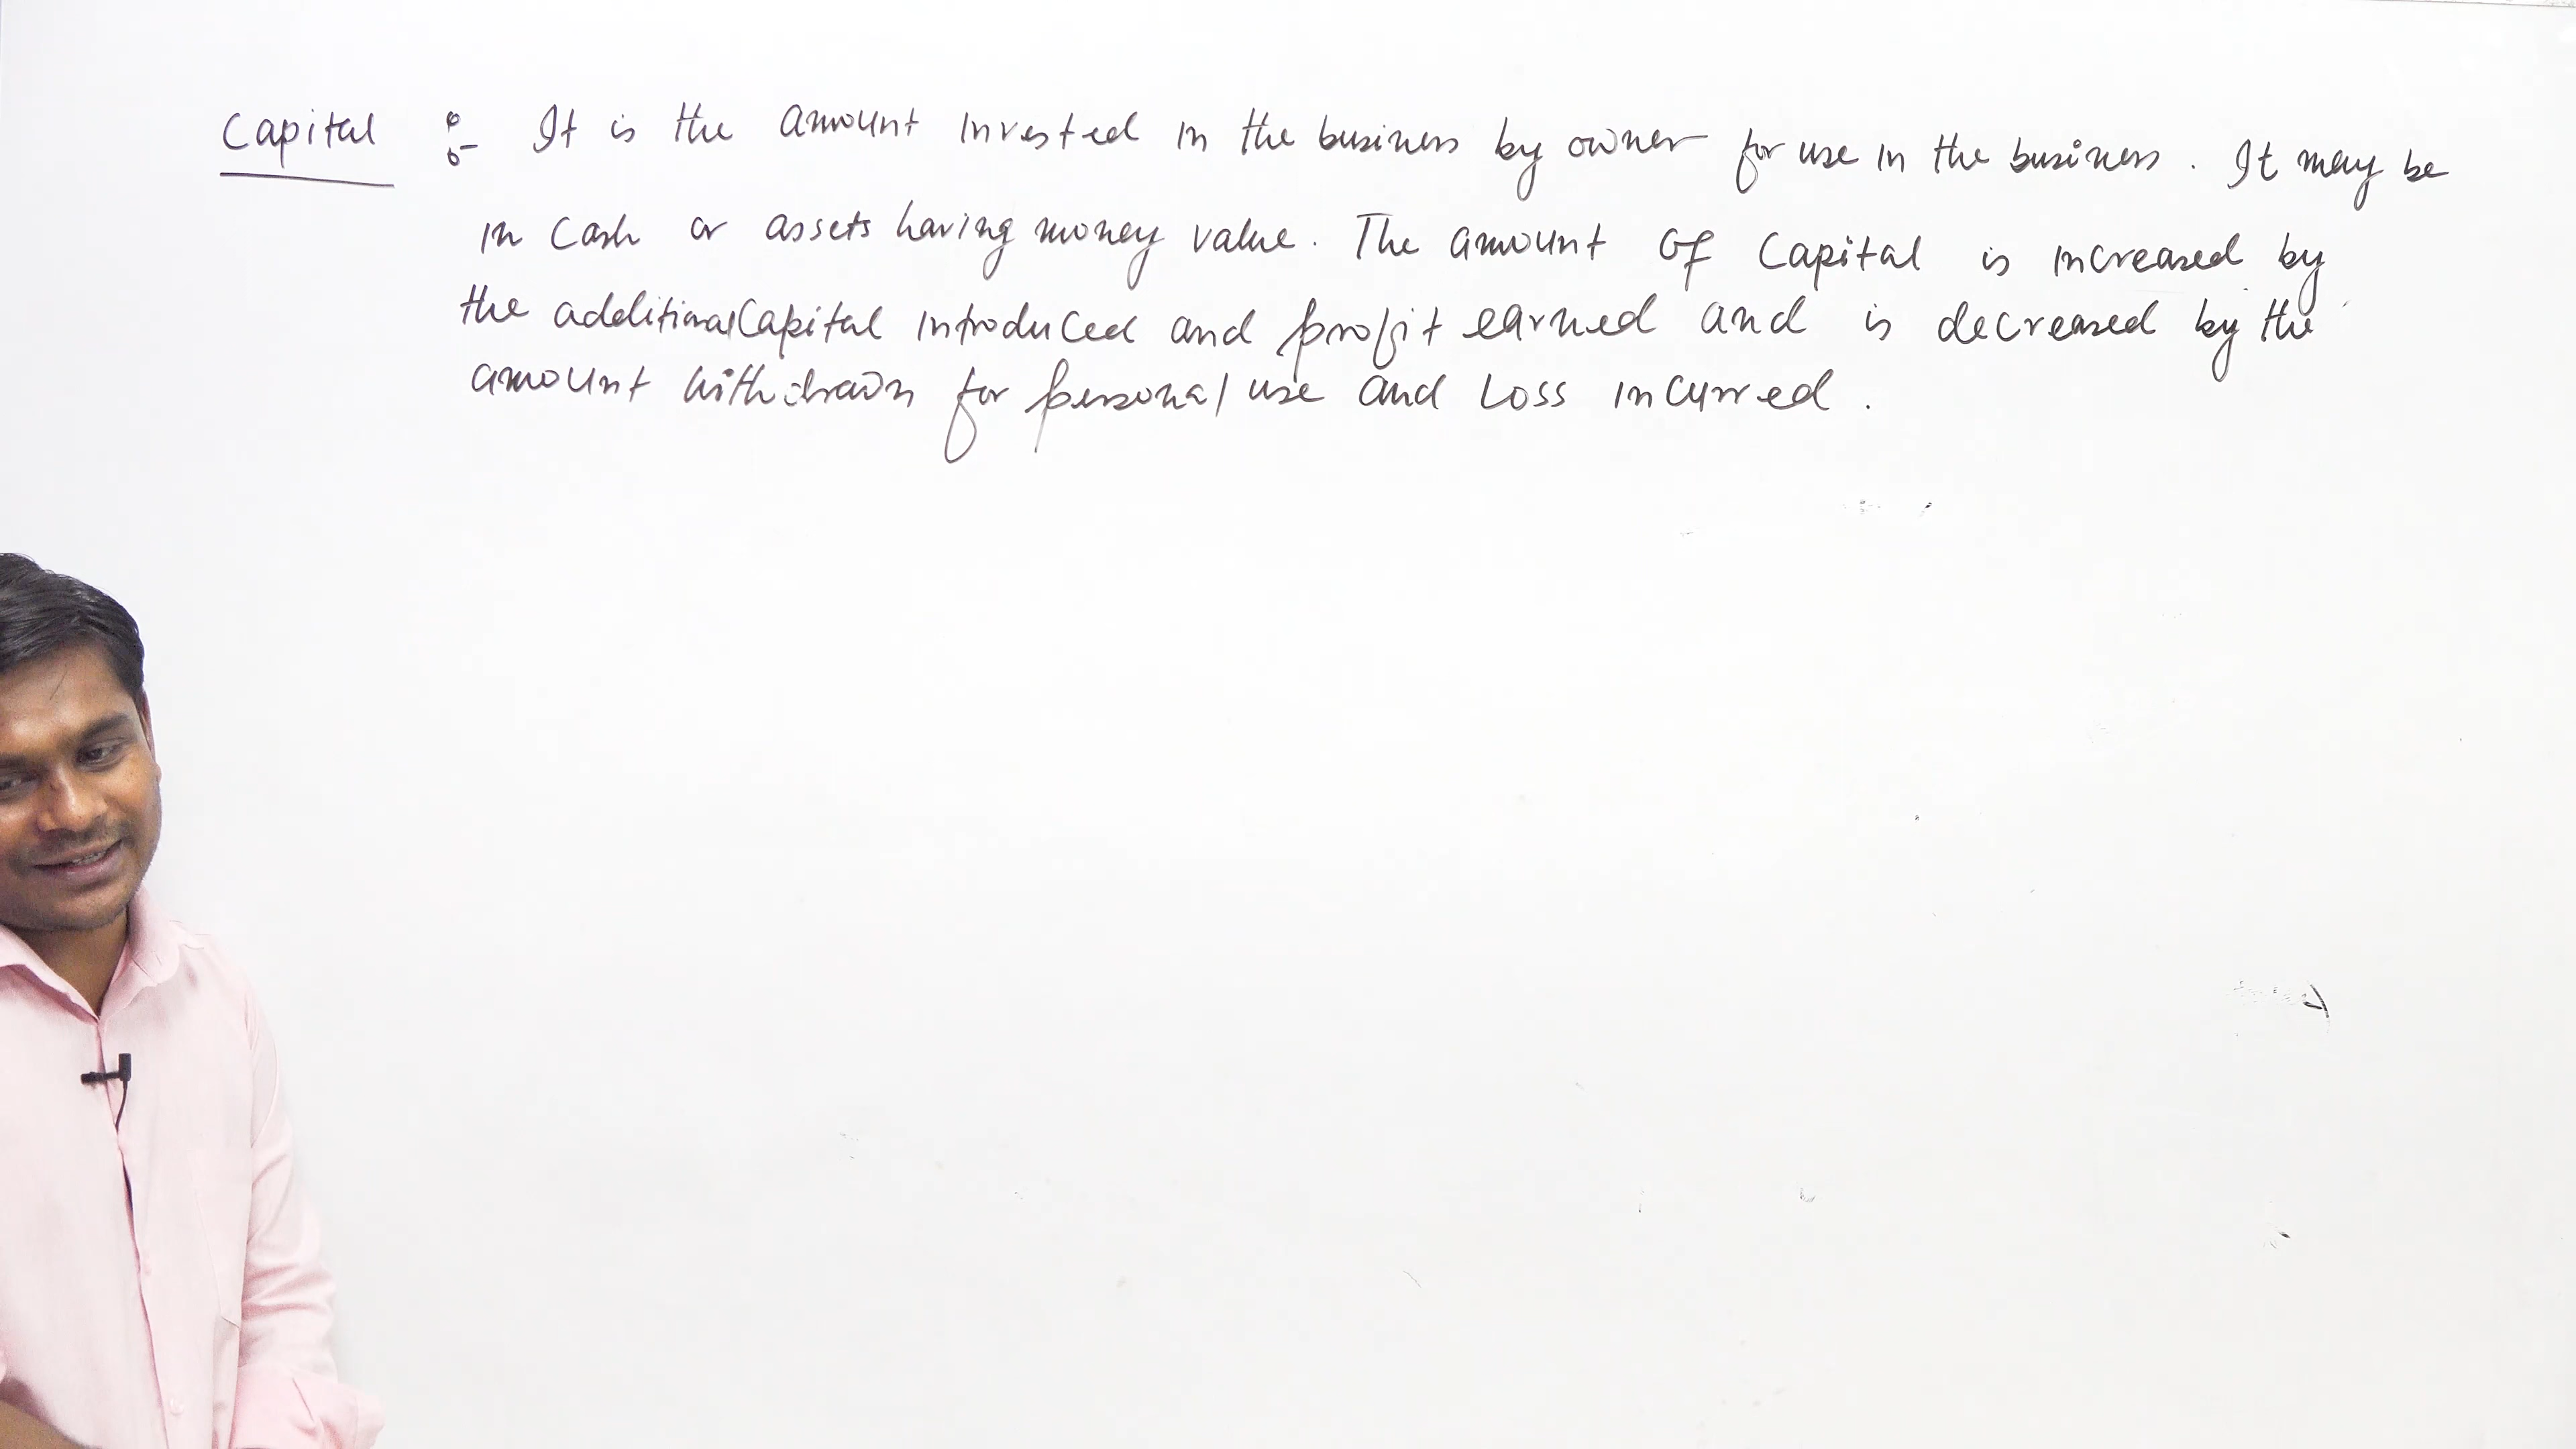 Capital :- It is the amount invested in the business by owner for use in the business. It may be
in Cash or assets having money value. The amount of Capital is increased by
the additional Capital introduced and profit earned and is decreased by the
amount withdrawn for personal use and Loss incurred.